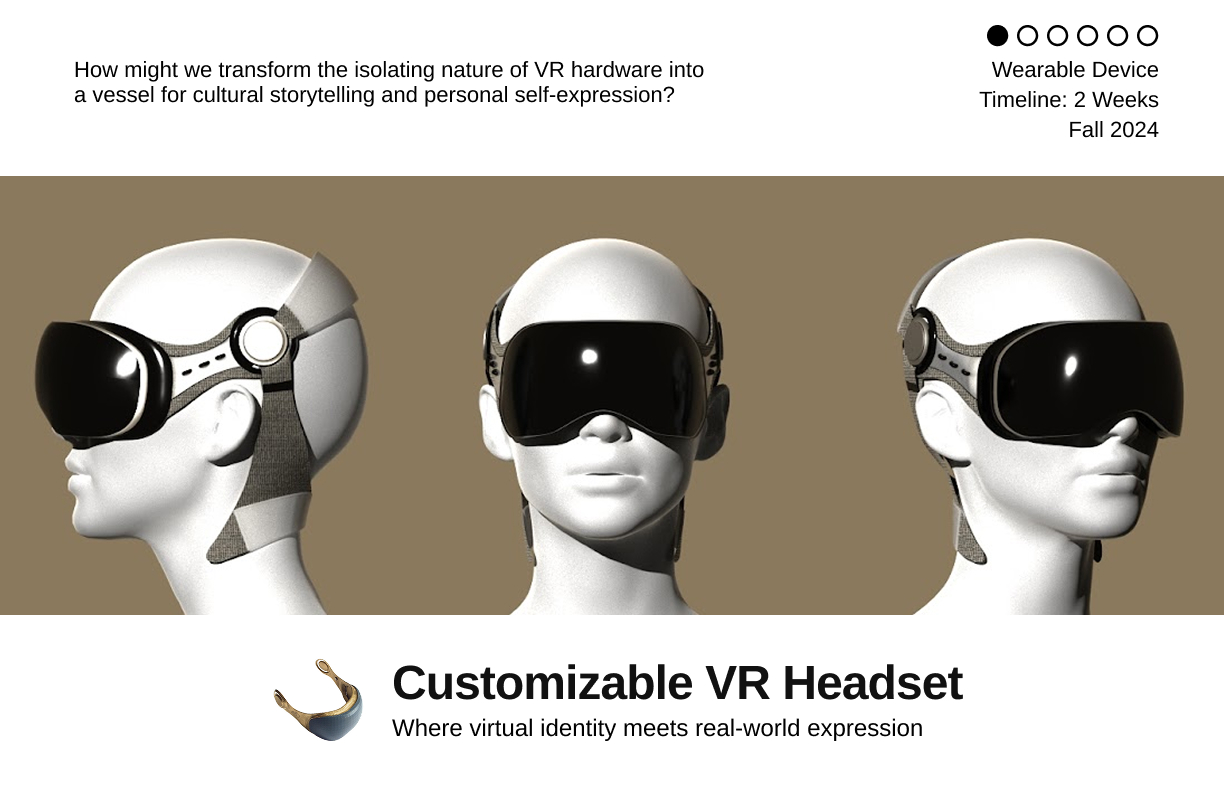 How might we transform the isolating nature of VR hardware into
a vessel for cultural storytelling and personal self-expression?
Wearable Device
Timeline: 2 Weeks
Fall 2024
Customizable VR Headset
Where virtual identity meets real-world expression